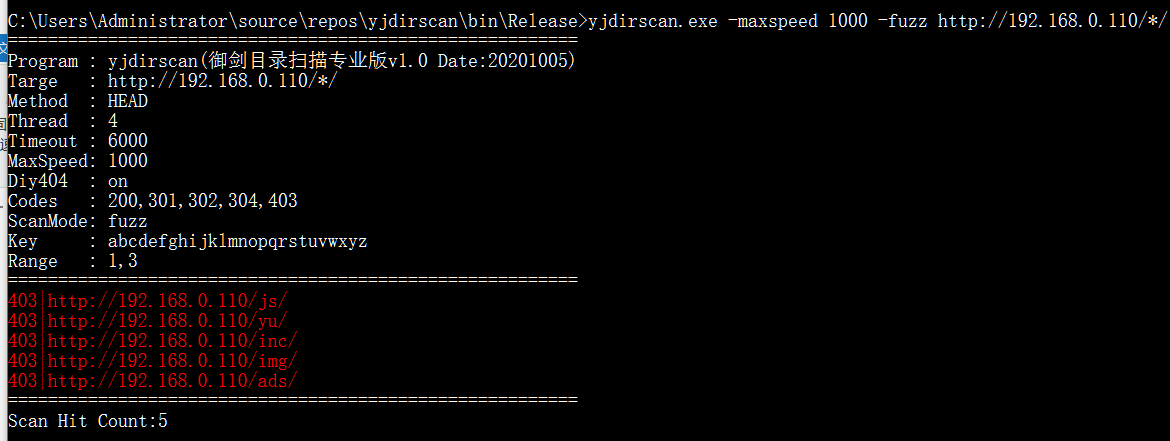 C:\Users\Administrator\source\repos\yjdirscan\bin\Release>yjdirscan.exe -maxspeed 1000 -fuzz http://192.168.0.110/*/
=========================================================
Program : yjdirscan(御剑目录扫描专业版v1.0 Date:20201005)
Targe   : http://192.168.0.110/*/
Method  : HEAD
Thread  : 4
Timeout : 6000
MaxSpeed: 1000
Diy404  : on
Codes   : 200,301,302,304,403
ScanMode: fuzz
Key     : abcdefghijklmnopqrstuvwxyz
Range   : 1,3
=========================================================
403|http://192.168.0.110/js/
403|http://192.168.0.110/yu/
403|http://192.168.0.110/inc/
403|http://192.168.0.110/img/
403|http://192.168.0.110/ads/
=========================================================
Scan Hit Count:5